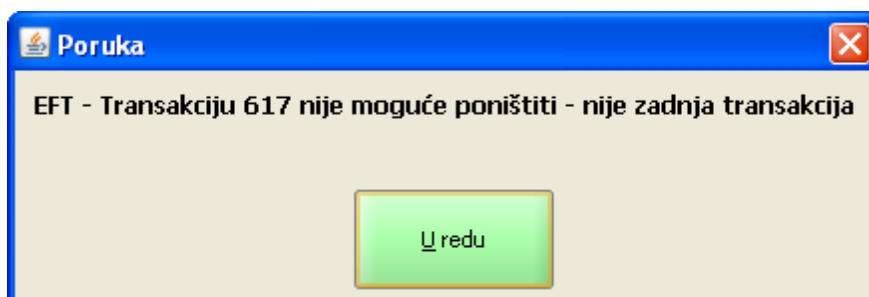 Poruka
EFT - Transakciju 617 nije moguće poništiti - nije zadnja transakcija
U redu